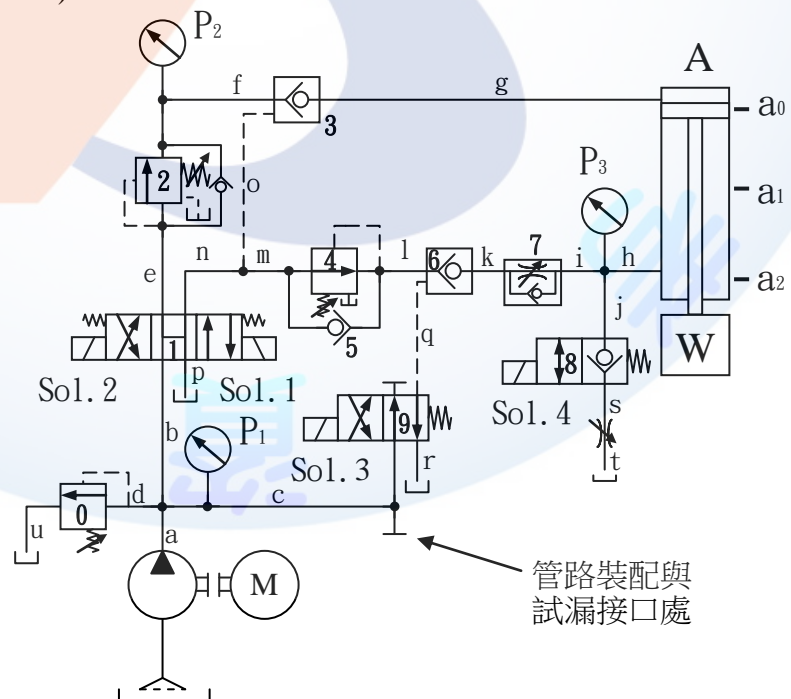 P2
f
3
g
A
a0
2
o
P3
a1
e
n
m
4
l
6
k
7
i
h
a2
5
q
j
1
8
W
Sol.2
p
Sol.1
Sol.4
s
b
P1
9
Sol.3
t
r
d
c
0
u
a
M
管路裝配與
試漏接口處